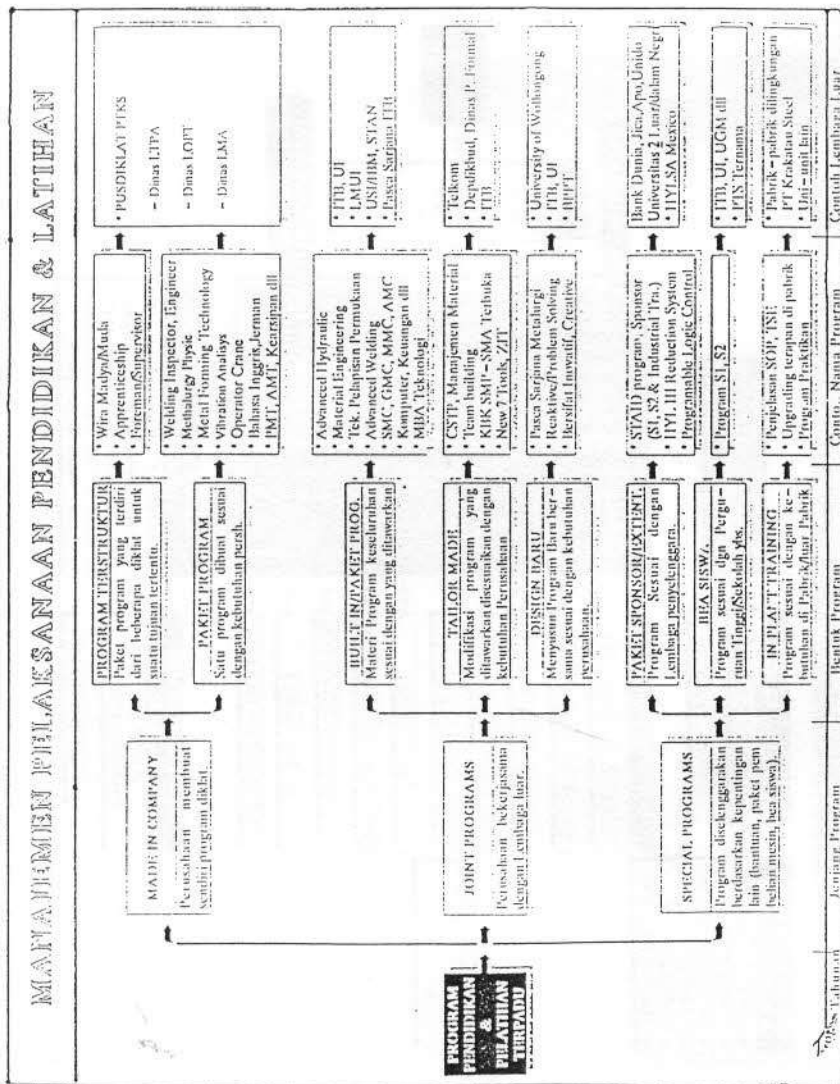 MANAJEMEN PELAKSANAAN PENDIDIKAN & LATIHAN
PROGRAM
PENDIDIKAN
&
PELATIHAN
TERPADU
MADE IN COMPANY
Perusahaan membuat
sendiri program diklat.
PROGRAM TERSTRUKTUR
Paket program yang terdiri
dari beberapa diklat untuk
suatu tujuan tertentu.
• Wira Madya/Muda
• Apprenticeship
• Foreman/Supervisor
PAKET PROGRAM
Satu program dibuat sesuai
dengan kebutuhan persh.
• Welding Inspector, Engineer
• Methalurgy Physic
• Metal Forming Technology
• Vibration Analisys
• Operator Crane
• Bahasa Inggris, Jerman
• PMT, AMT, Kearsipan dll
• PUSDIKLAT PTKS
– Dinas LTPA
– Dinas LOPT
– Dinas LMA
JOINT PROGRAMS
Perusahaan bekerjasama
dengan Lembaga luar.
BUILT IN/PAKET PROG.
Materi Program keseluruhan
sesuai dengan yang ditawarkan
• Advanced Hydraulic
• Material Engineering
• Tek. Pelapisan Permukaan
• Advanced Welding
• SMC, GMC, MMC, AMC
• Komputer, Keuangan dll
• MBA Teknologi
• ITB, UI
• LMUI
• USI/IBM, STAN
• Pasca Sarjana ITB
TAILOR MADE
Modifikasi program yang
ditawarkan disesuaikan dengan
kebutuhan Perusahaan
• CSTP, Manajemen Material
• Team building
• KBK SMP – SMA Terbuka
• New 7 Tools, ZIT
• Telkom
• Depdikbud, Dinas P. Formal
• ITB
DESIGN BARU
Menyusun Program Baru ber-
sama sesuai dengan kebutuhan
perusahaan.
• Pasca Sarjana Metalurgi
• Reaktive/Problem Solving
• Bersifat Inovatif, Creative
• University of Wollongong
• ITB, UI
• BPPT
SPECIAL PROGRAMS
Program diselenggarakan
berdasarkan kepentingan
lain (bantuan, paket pem
belian mesin, bea siswa).
PAKET SPONSOR/EXTENT.
Program Sesuai dengan
Lembaga penyelenggara.
• STAID program, Sponsor
(S1, S2 & Industrial Tra.)
• HYL III Reduction System
• Programable Logic Control
Bank Dunia, Jica, Apo, Unido
Universitas 2 Luar/dalam Negri
• HYLSA Mexico
BEA SISWA
Program sesuai dgn Pergu-
ruan Tinggi/Sekolah ybs.
• Program S1, S2
• ITB, UI, UGM dll
• PTS Ternama
IN PLANT TRAINING
Program sesuai dengan ke-
butuhan di Pabrik/luar Pabrik
• Penjelasan SOP, TSE
• Upgrading terapan di pabrik
• Program Praktikan
• Pabrik – pabrik dilingkungan
PT Krakatau Steel
• Uni – unit lain
Tahunan
Jenjang Program
Bentuk Program
Conto. Nama Program
Contoh Lembaga Luar